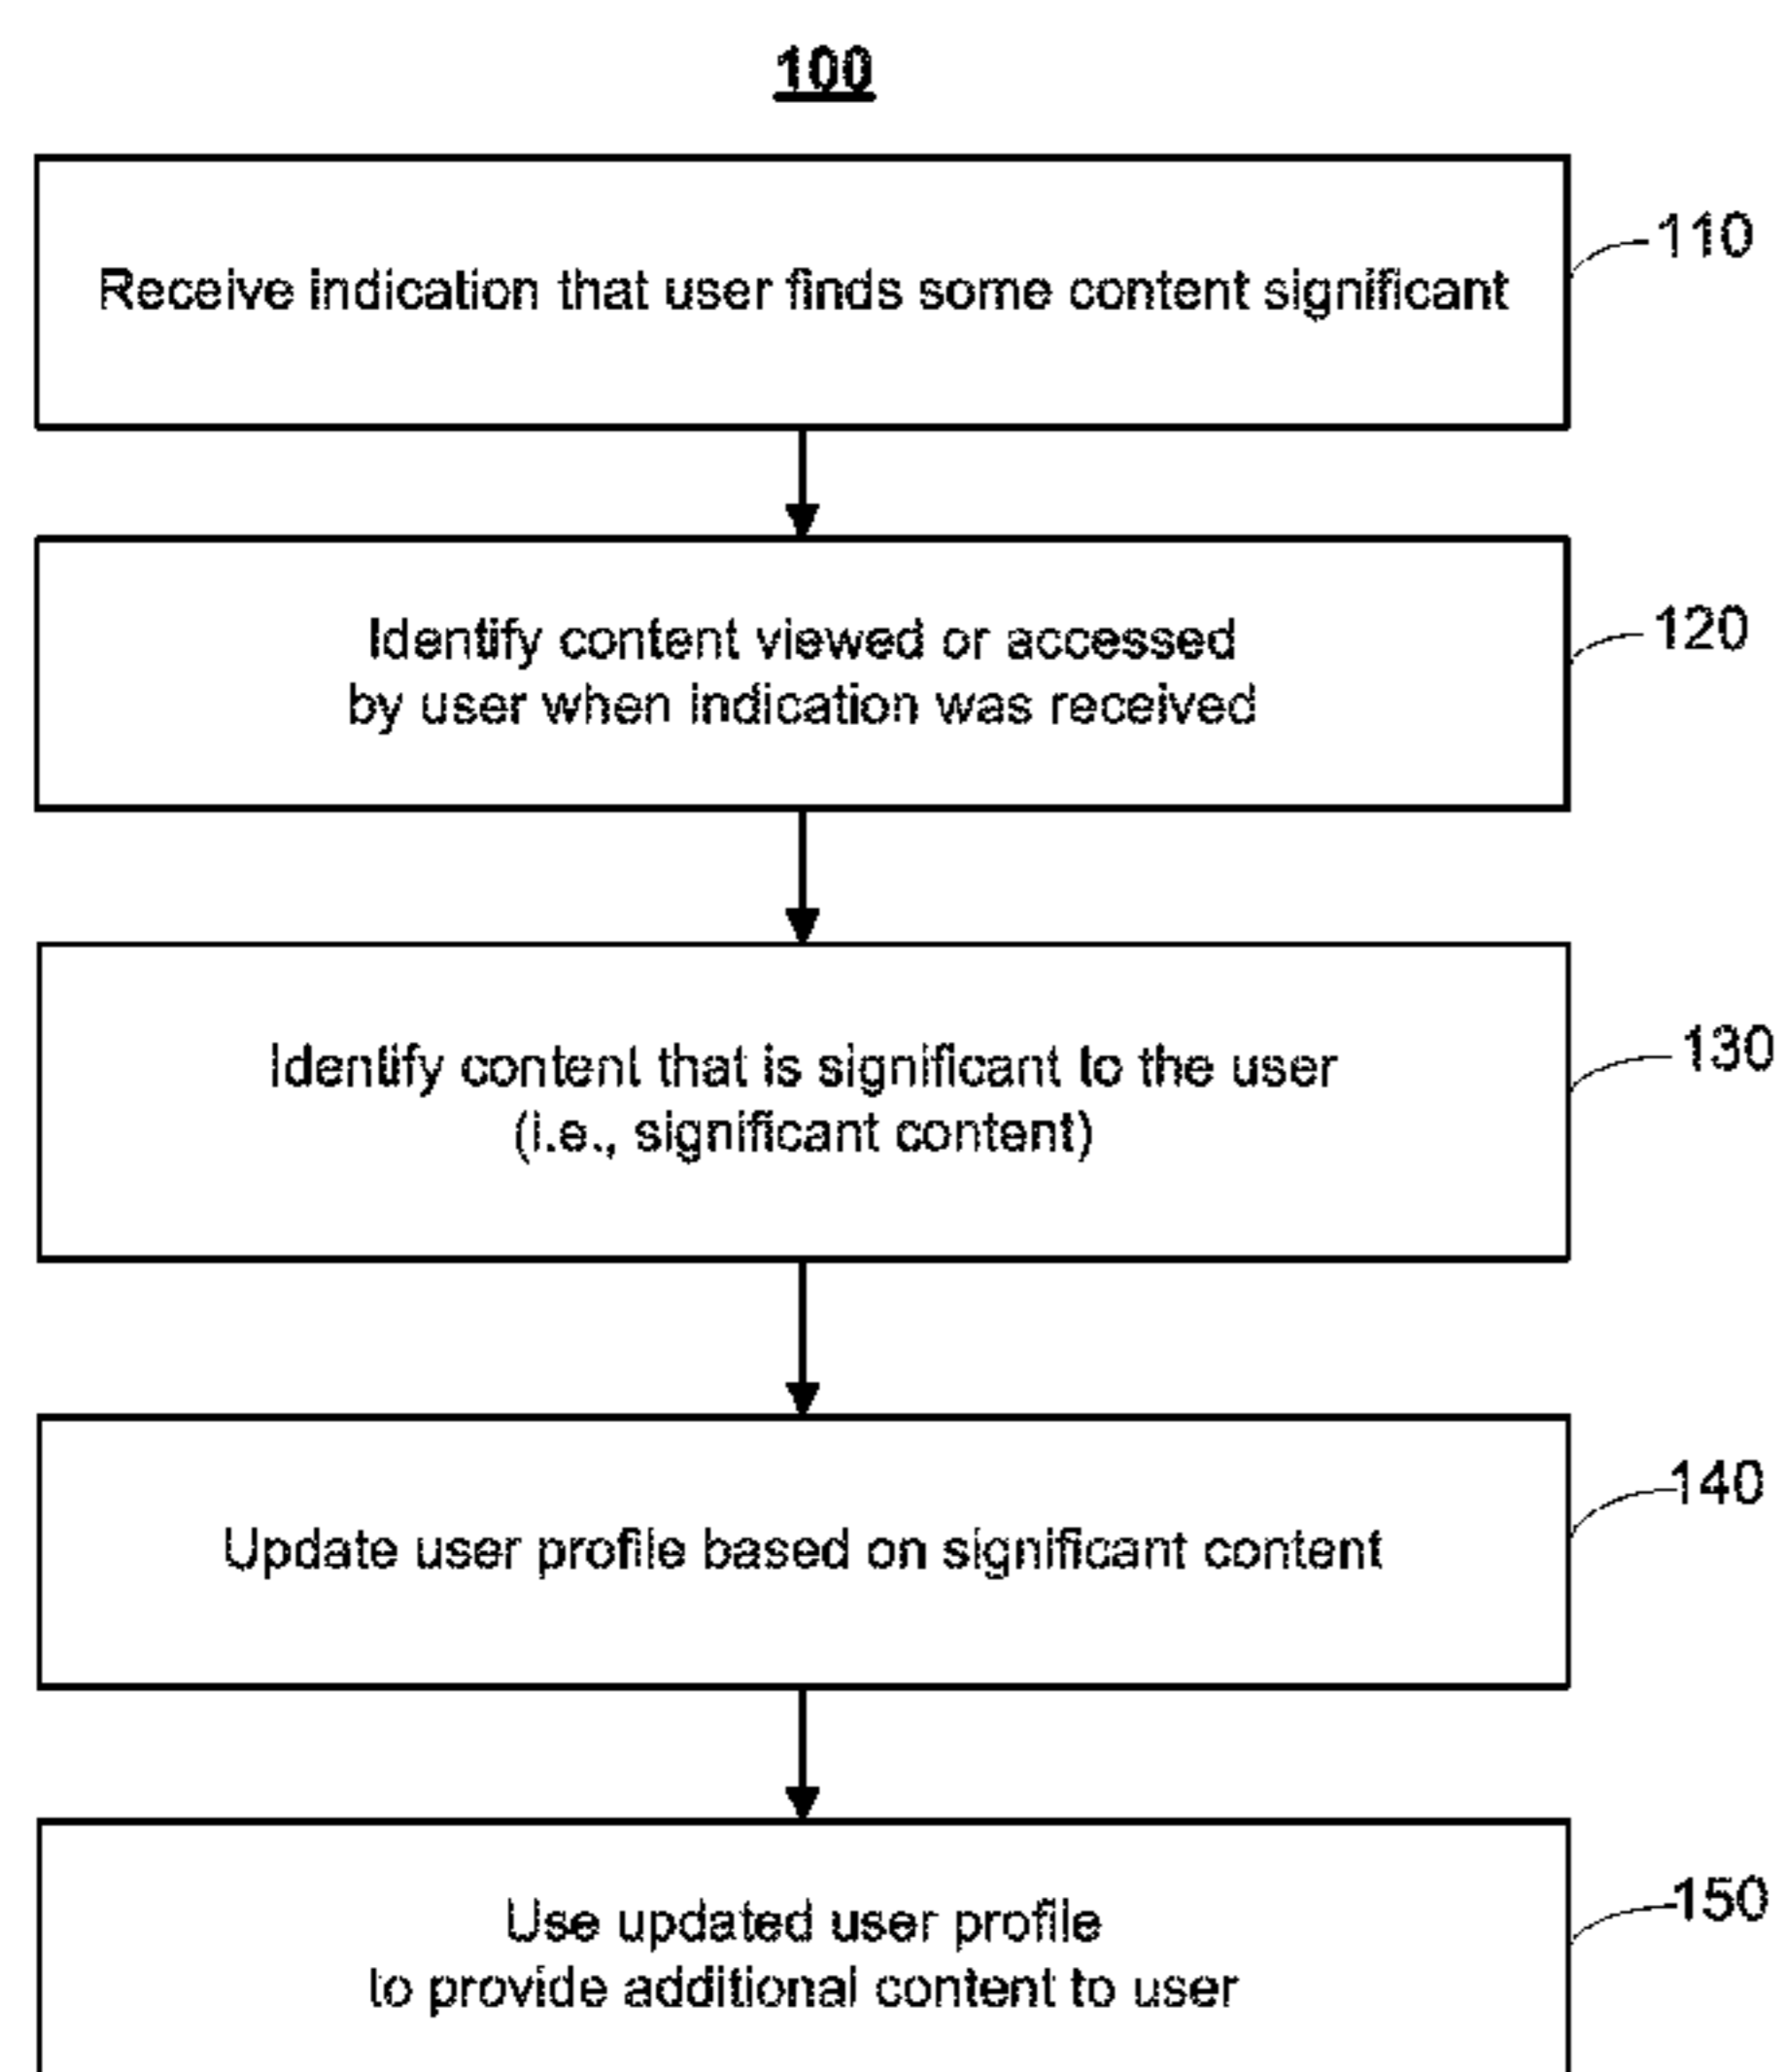 100
Receive indication that user finds some content significant
110
Identify content viewed or accessed
by user when indication was received
120
Identify content that is significant to the user
(i.e., significant content)
130
Update user profile based on significant content
140
Use updated user profile
to provide additional content to user
150